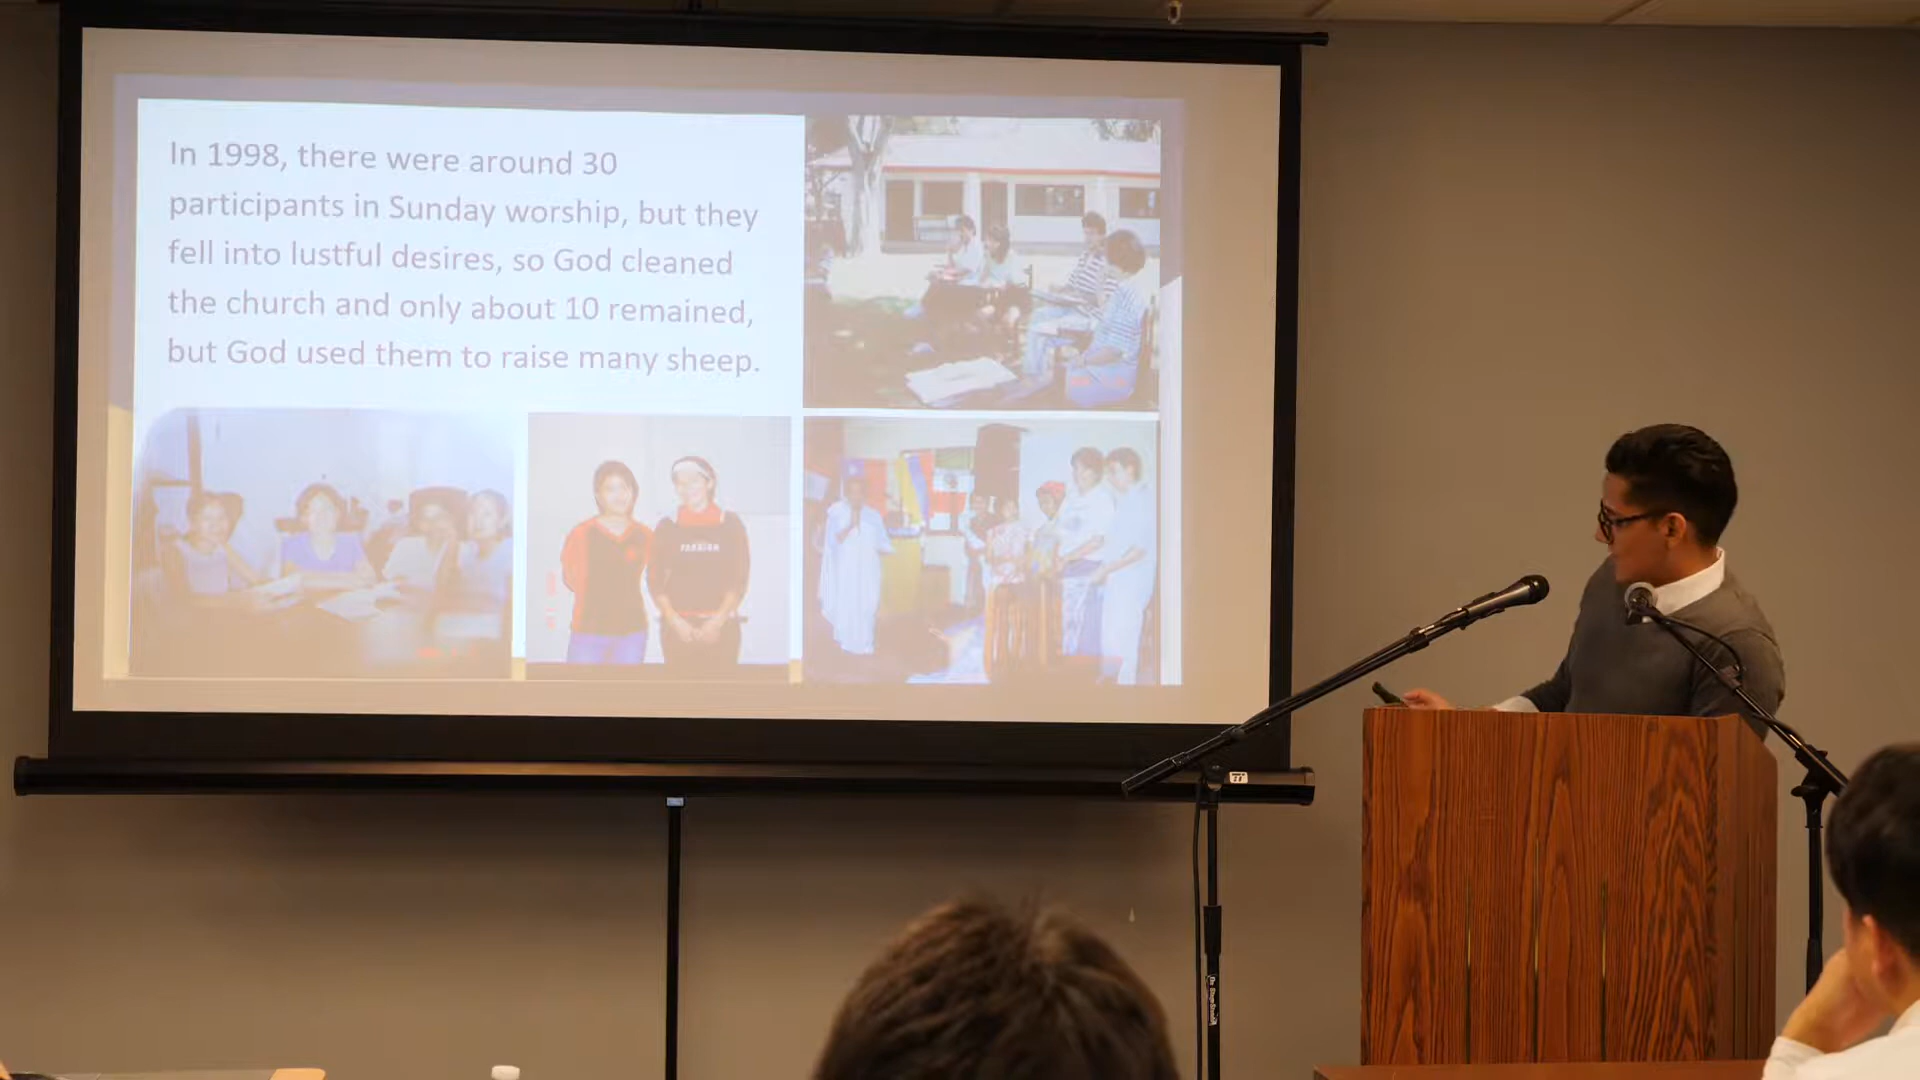 In 1998, there were around 30
participants in Sunday worship, but they
fell into lustful desires, so God cleaned
the church and only about 10 remained,
but God used them to raise many sheep.